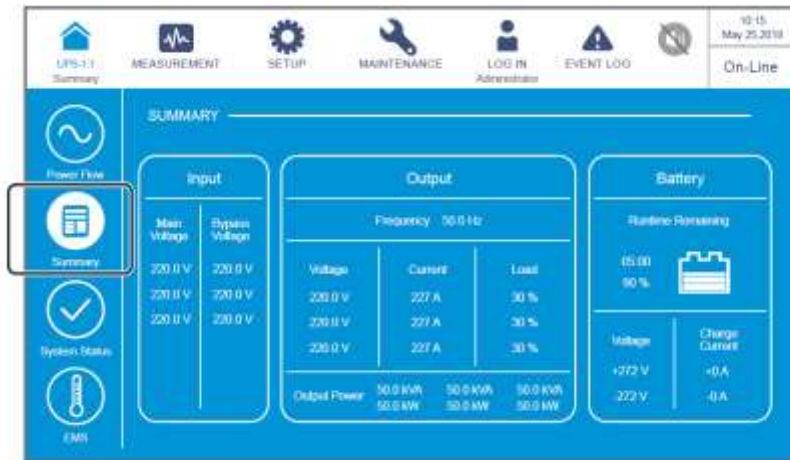 UPS-1.1
Summary
MEASUREMENT
SETUP
MAINTENANCE
LOG IN
Administrator
EVENT LOG
10:15
May 25,2018
On-Line
Power Flow
Summary
System Status
EMS
SUMMARY
Input
Main Voltage
Bypass Voltage
220.0 V 220.0 V
220.0 V 220.0 V
220.0 V 220.0 V
Output
Frequency 50.0 Hz
Voltage Current Load
220.0 V 227 A 30 %
220.0 V 227 A 30 %
220.0 V 227 A 30 %
Output Power 50.0 kVA 50.0 kVA 50.0 kVA
50.0 kW 50.0 kW 50.0 kW
Battery
Runtime Remaining
05:00
90 %
Voltage
Charge Current
+272 V +0 A
-272 V -0 A